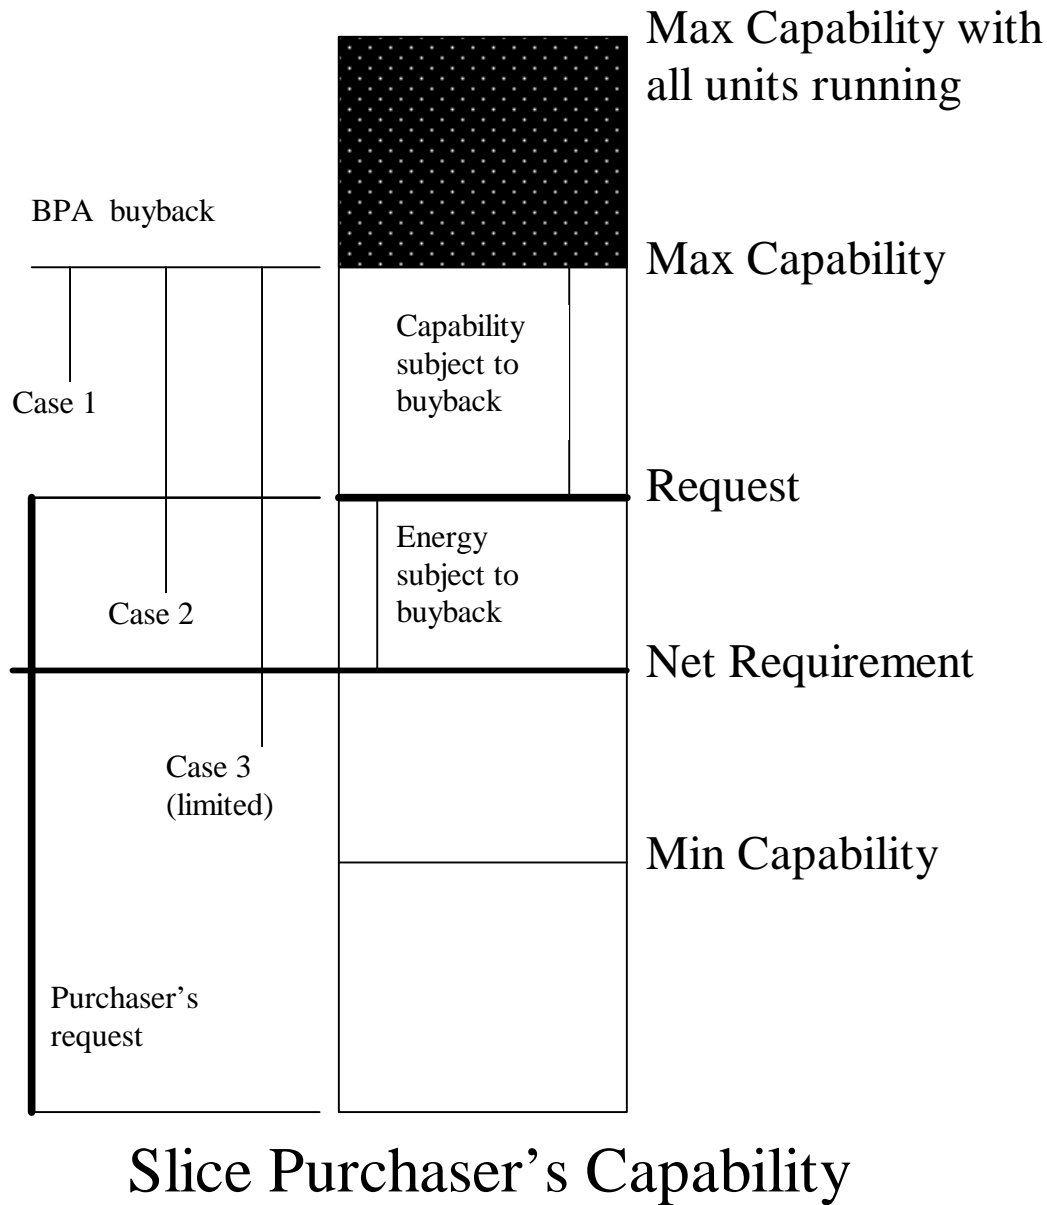 Max Capability with
all units running
BPA buyback
Max Capability
Capability
subject to
buyback
Case 1
Request
Energy
subject to
buyback
Case 2
Net Requirement
Case 3
(limited)
Min Capability
Purchaser’s
request
Slice Purchaser’s Capability